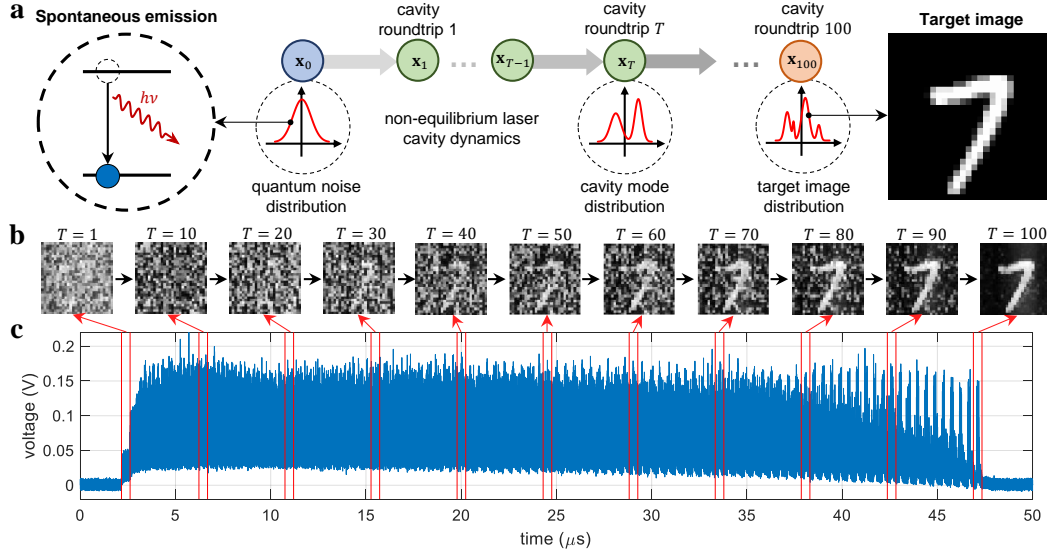 a
Spontaneous emission
hν
cavity
roundtrip 1
cavity
roundtrip T
cavity
roundtrip 100
Target image
x0
x1
...
xT−1
xT
...
x100
non-equilibrium laser
cavity dynamics
quantum noise
distribution
cavity mode
distribution
target image
distribution
b
T = 1
T = 10
T = 20
T = 30
T = 40
T = 50
T = 60
T = 70
T = 80
T = 90
T = 100
c
voltage (V)
0.2
0.15
0.1
0.05
0
0
5
10
15
20
25
30
35
40
45
50
time (μs)